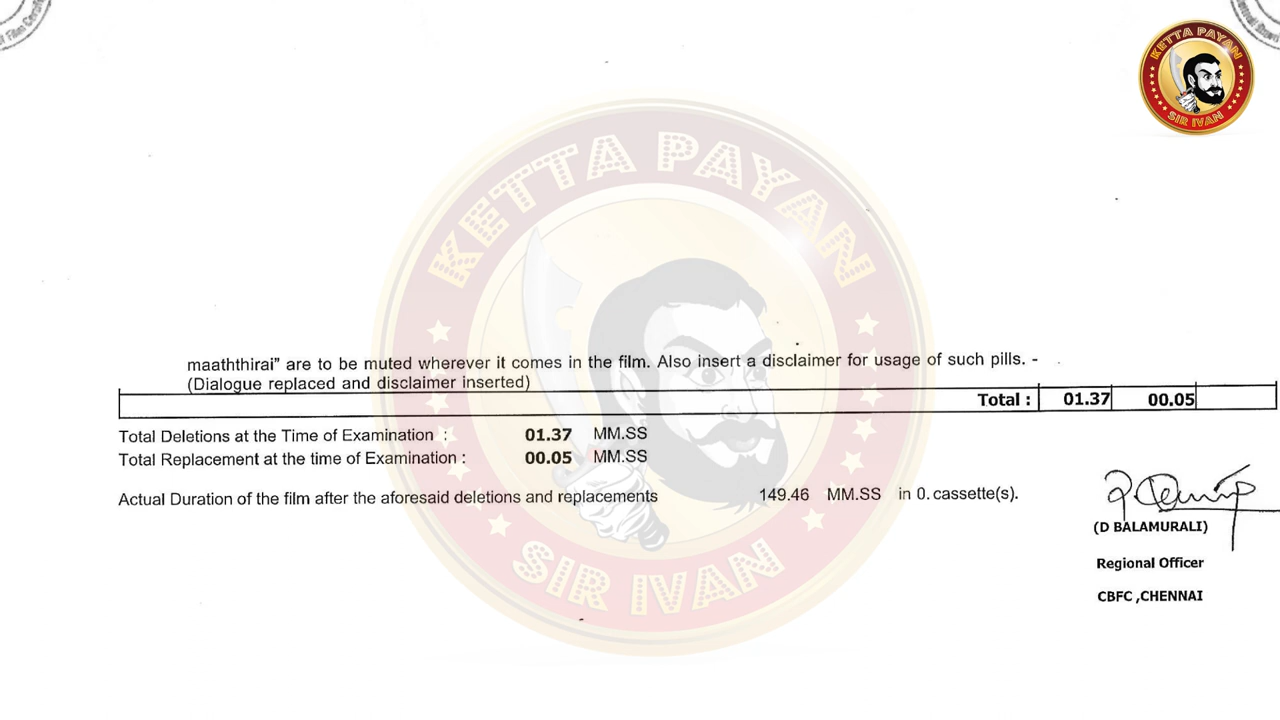 KETTA PAYAN
SIR IVAN
KETTA PAYAN
maaththirai” are to be muted wherever it comes in the film. Also insert a disclaimer for usage of such pills. -
(Dialogue replaced and disclaimer inserted)
Total : 01.37 00.05
Total Deletions at the Time of Examination : 01.37 MM.SS
Total Replacement at the time of Examination : 00.05 MM.SS
Actual Duration of the film after the aforesaid deletions and replacements 149.46 MM.SS in 0. cassette(s).
(D BALAMURALI)
Regional Officer
CBFC ,CHENNAI
SIR IVAN